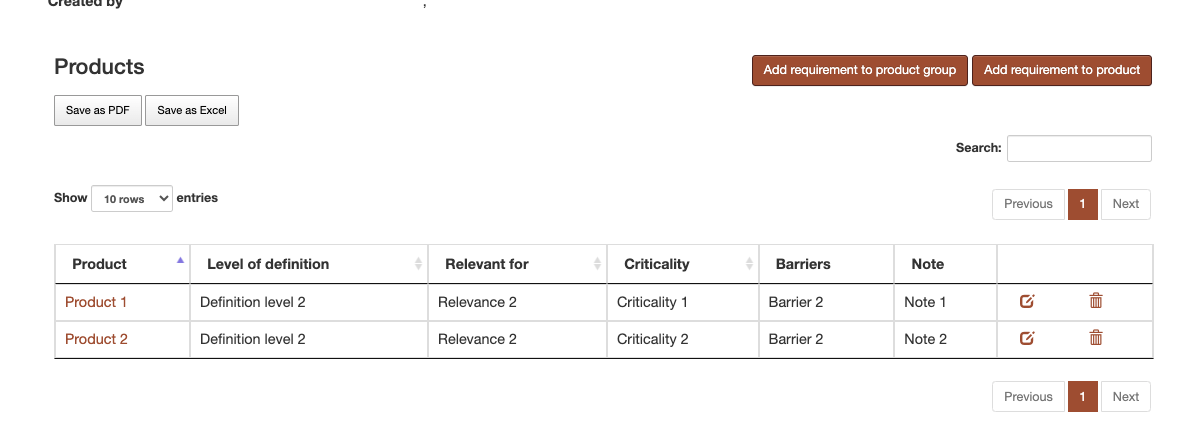 Created by ,
Products
Add requirement to product group Add requirement to product
Save as PDF Save as Excel
Search:
Show 10 rows entries
Previous 1 Next
Product Level of definition Relevant for Criticality Barriers Note
Product 1 Definition level 2 Relevance 2 Criticality 1 Barrier 2 Note 1
Product 2 Definition level 2 Relevance 2 Criticality 2 Barrier 2 Note 2
Previous 1 Next